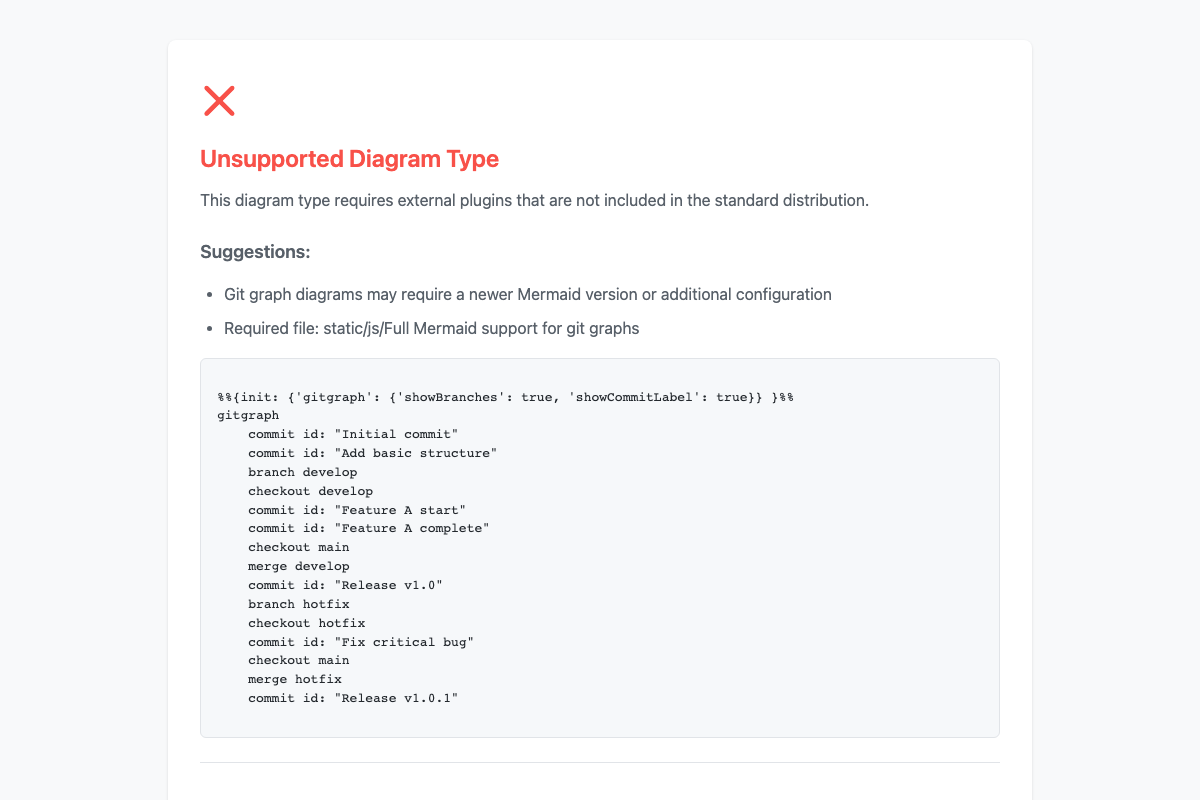 Unsupported Diagram Type
This diagram type requires external plugins that are not included in the standard distribution.
Suggestions:
• Git graph diagrams may require a newer Mermaid version or additional configuration
• Required file: static/js/Full Mermaid support for git graphs
%%{init: {'gitgraph': {'showBranches': true, 'showCommitLabel': true}} }%%
gitgraph
    commit id: "Initial commit"
    commit id: "Add basic structure"
    branch develop
    checkout develop
    commit id: "Feature A start"
    commit id: "Feature A complete"
    checkout main
    merge develop
    commit id: "Release v1.0"
    branch hotfix
    checkout hotfix
    commit id: "Fix critical bug"
    checkout main
    merge hotfix
    commit id: "Release v1.0.1"